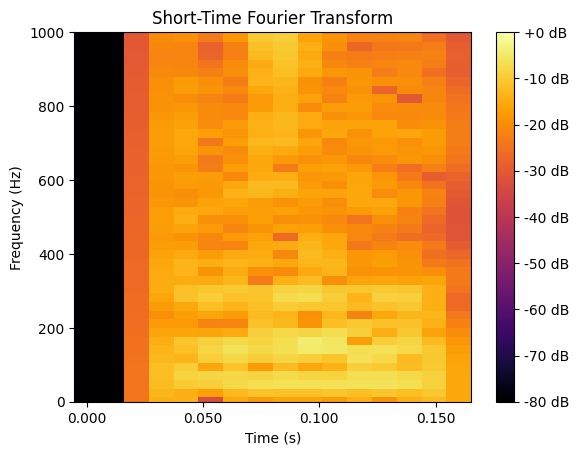 Short-Time Fourier Transform
1000
800
600
400
200
0
Frequency (Hz)
0.000
0.050
0.100
0.150
Time (s)
+0 dB
-10 dB
-20 dB
-30 dB
-40 dB
-50 dB
-60 dB
-70 dB
-80 dB